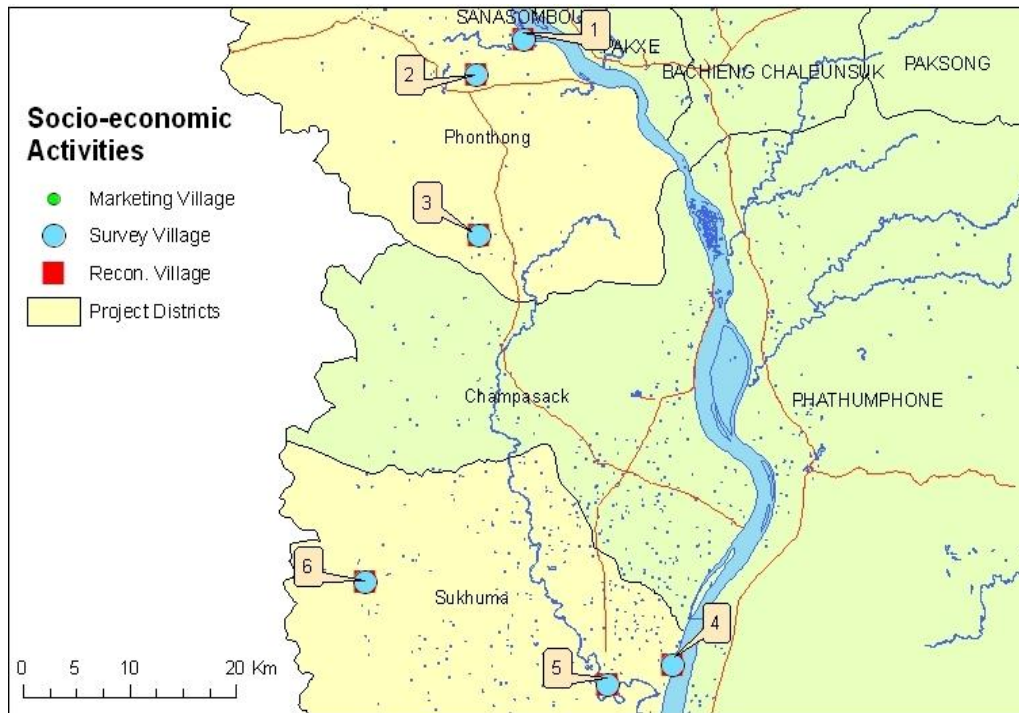 SANASOMBOU
1
PAKXE
2
BACHIENG CHALEUNSUK
PAKSONG
Socio-economic
Activities
Phonthong
Marketing Village
Survey Village
3
Recon. Village
Project Districts
Champasack
PHATHUMPHONE
6
Sukhuma
4
5
0 5 10 20 Km